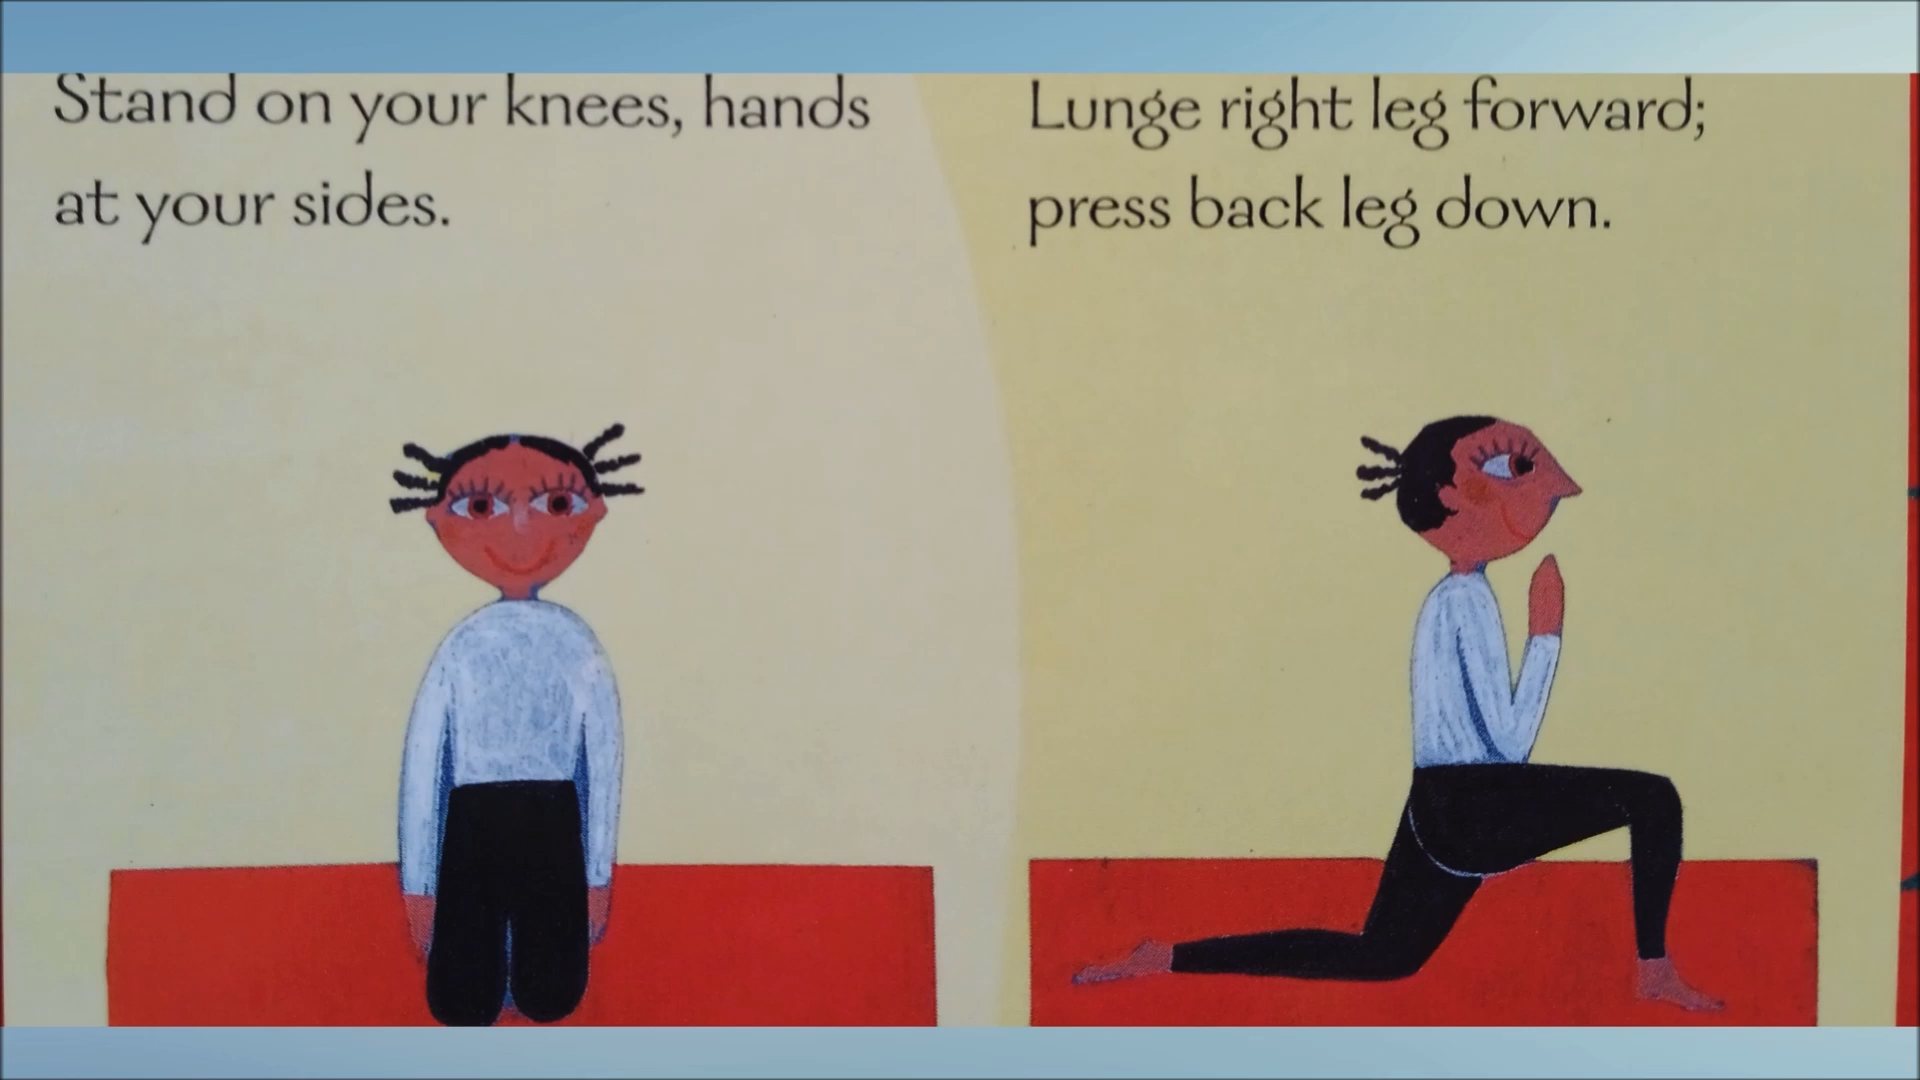 Stand on your knees, hands
at your sides.
Lunge right leg forward;
press back leg down.